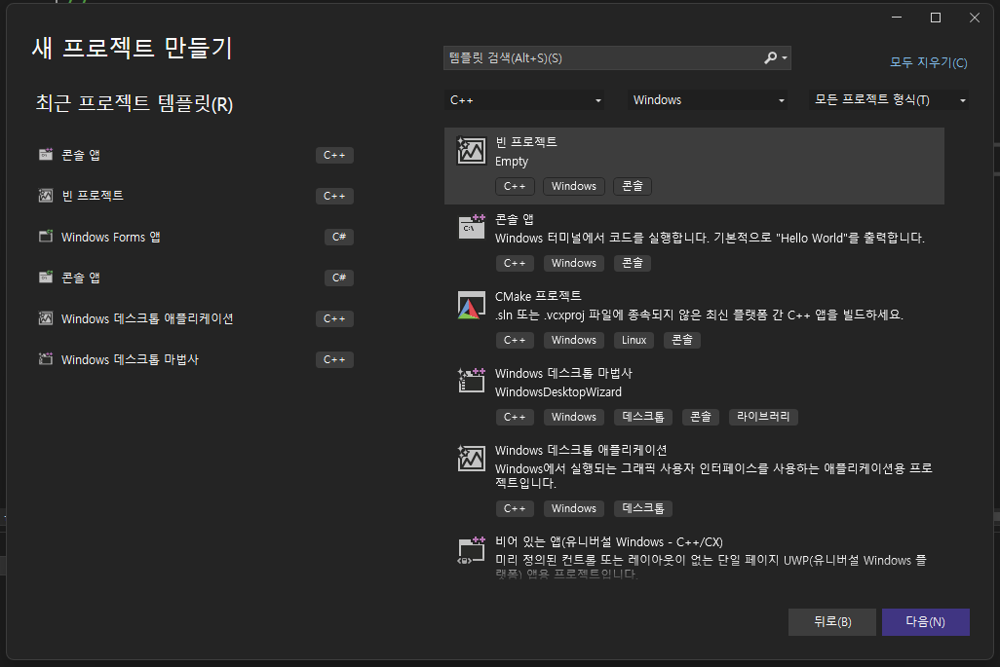 새 프로젝트 만들기
템플릿 검색(Alt+S)(S)
모두 지우기(C)
최근 프로젝트 템플릿(R)
C++
Windows
모든 프로젝트 형식(T)
콘솔 앱 C++
빈 프로젝트 C++
Windows Forms 앱 C#
콘솔 앱 C#
Windows 데스크톱 애플리케이션 C++
Windows 데스크톱 마법사 C++
빈 프로젝트
Empty
C++ Windows 콘솔
콘솔 앱
Windows 터미널에서 코드를 실행합니다. 기본적으로 "Hello World"를 출력합니다.
C++ Windows 콘솔
CMake 프로젝트
.sln 또는 .vcxproj 파일에 종속되지 않은 최신 플랫폼 간 C++ 앱을 빌드하세요.
C++ Windows Linux 콘솔
Windows 데스크톱 마법사
WindowsDesktopWizard
C++ Windows 데스크톱 콘솔 라이브러리
Windows 데스크톱 애플리케이션
Windows에서 실행되는 그래픽 사용자 인터페이스를 사용하는 애플리케이션용 프로
젝트입니다.
C++ Windows 데스크톱
비어 있는 앱(유니버설 Windows - C++/CX)
미리 정의된 컨트롤 또는 레이아웃이 없는 단일 페이지 UWP(유니버설 Windows 플
랫폼) 앱용 프로젝트입니다.
뒤로(B)
다음(N)